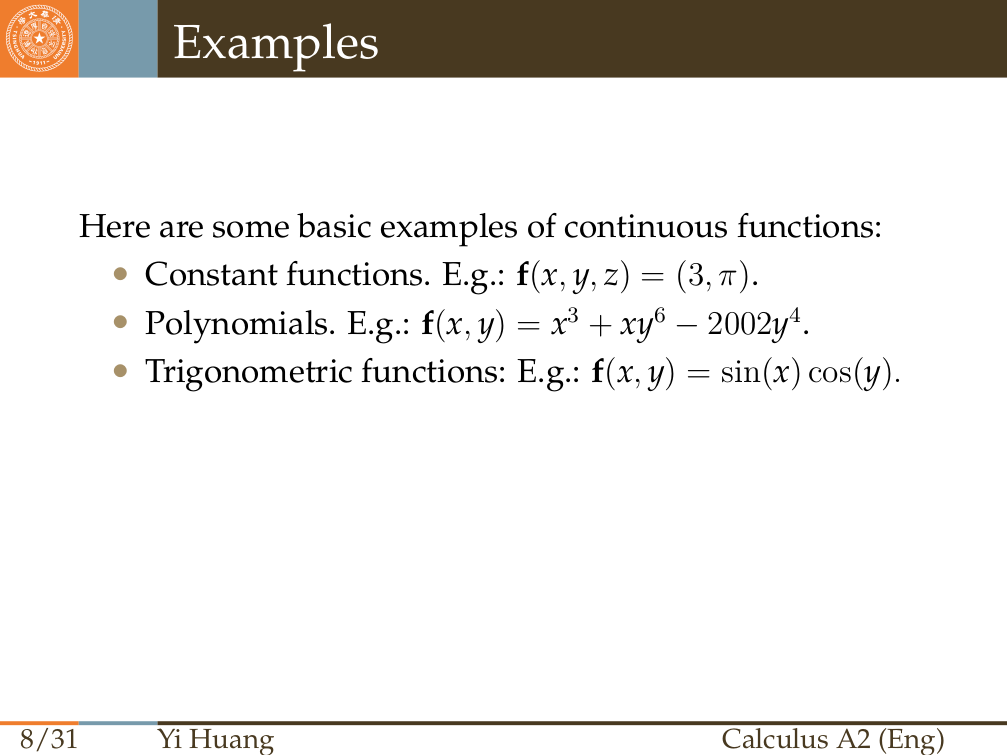 Examples
Here are some basic examples of continuous functions:
• Constant functions. E.g.: f(x, y, z) = (3, π).
• Polynomials. E.g.: f(x, y) = x³ + xy⁶ − 2002y⁴.
• Trigonometric functions: E.g.: f(x, y) = sin(x) cos(y).
8/31 Yi Huang Calculus A2 (Eng)